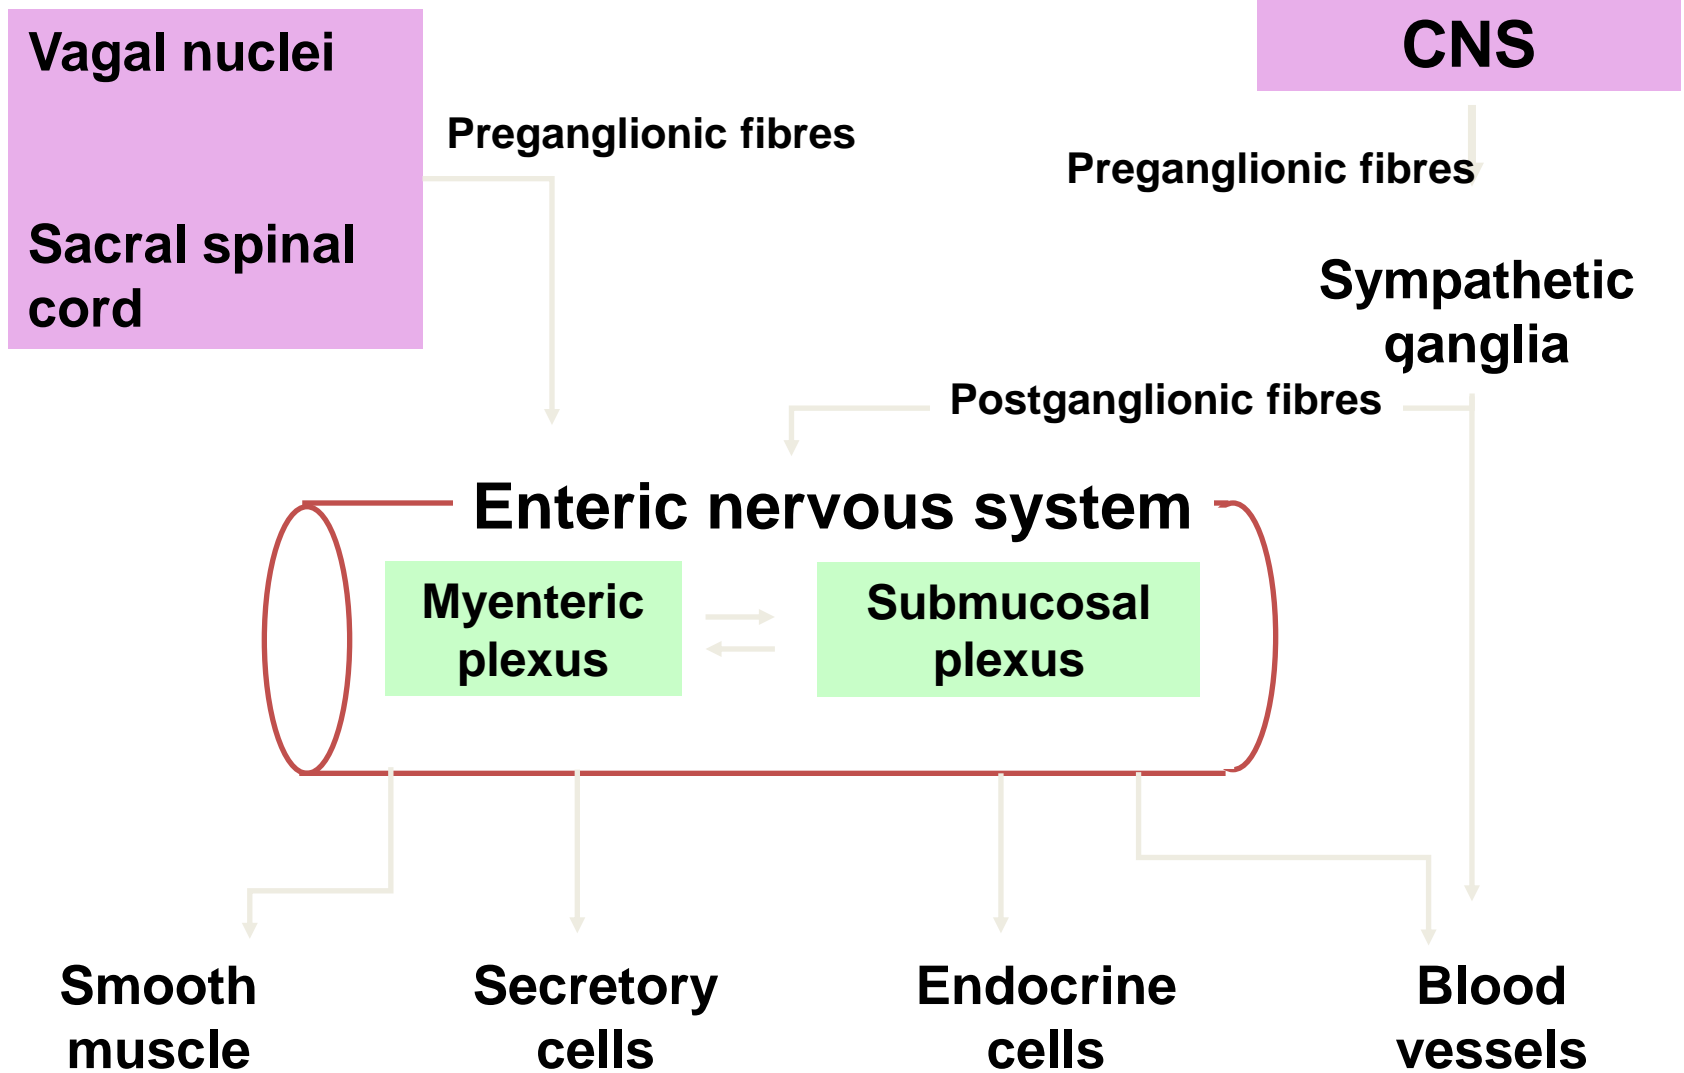 Vagal nuclei
CNS
Preganglionic fibres
Preganglionic fibres
Sacral spinal
cord
Sympathetic
ganglia
Postganglionic fibres
Enteric nervous system
Myenteric
plexus
Submucosal
plexus
Smooth
muscle
Secretory
cells
Endocrine
cells
Blood
vessels